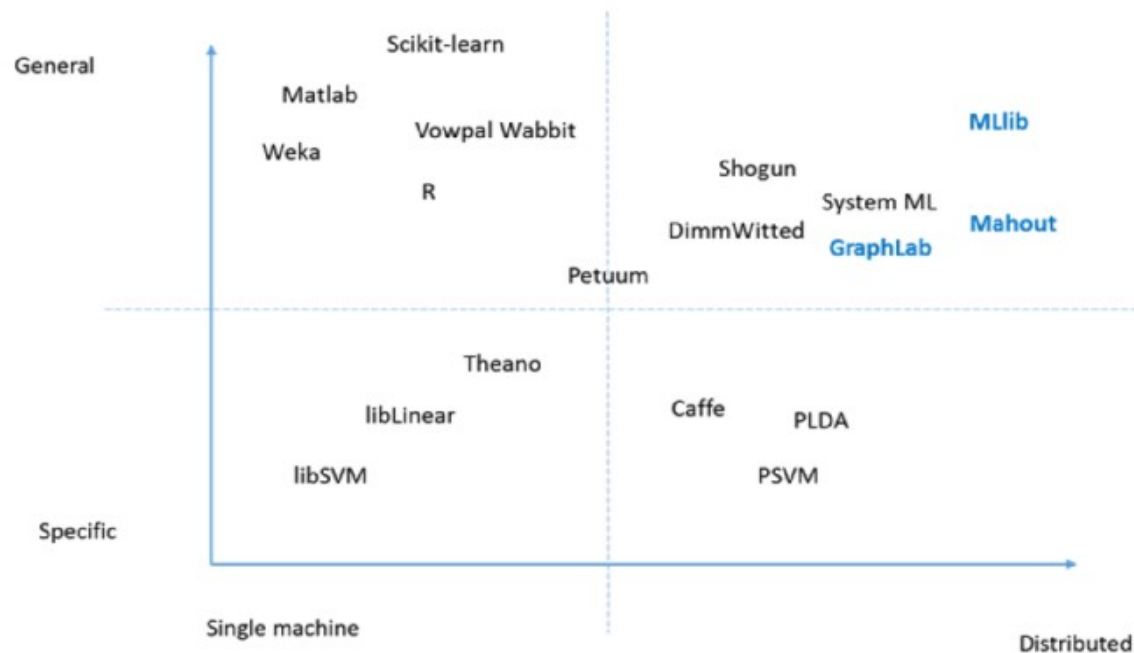 Scikit-learn
General
Matlab
MLlib
Vowpal Wabbit
Weka
Shogun
R
System ML
Mahout
DimmWitted
GraphLab
Petuum
Theano
Caffe
libLinear
PLDA
libSVM
PSVM
Specific
Single machine
Distributed